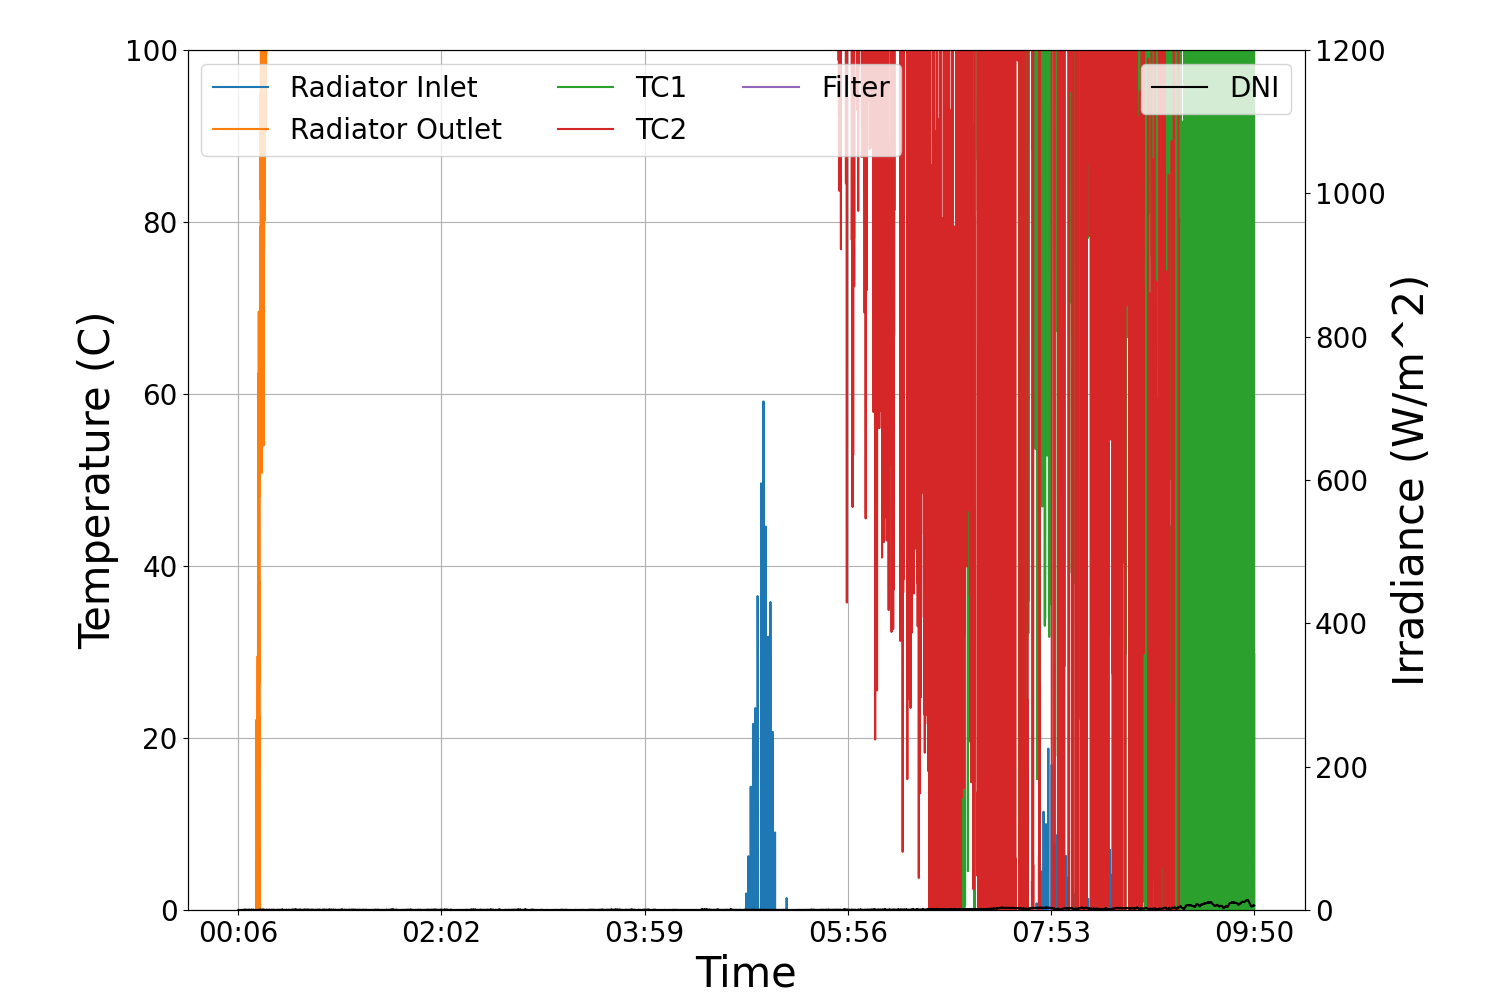 Radiator Inlet
Radiator Outlet
TC1
TC2
Filter
DNI
Temperature (C)
100
80
60
40
20
0
Irradiance (W/m^2)
1200
1000
800
600
400
200
0
00:06 02:02 03:59 05:56 07:53 09:50
Time